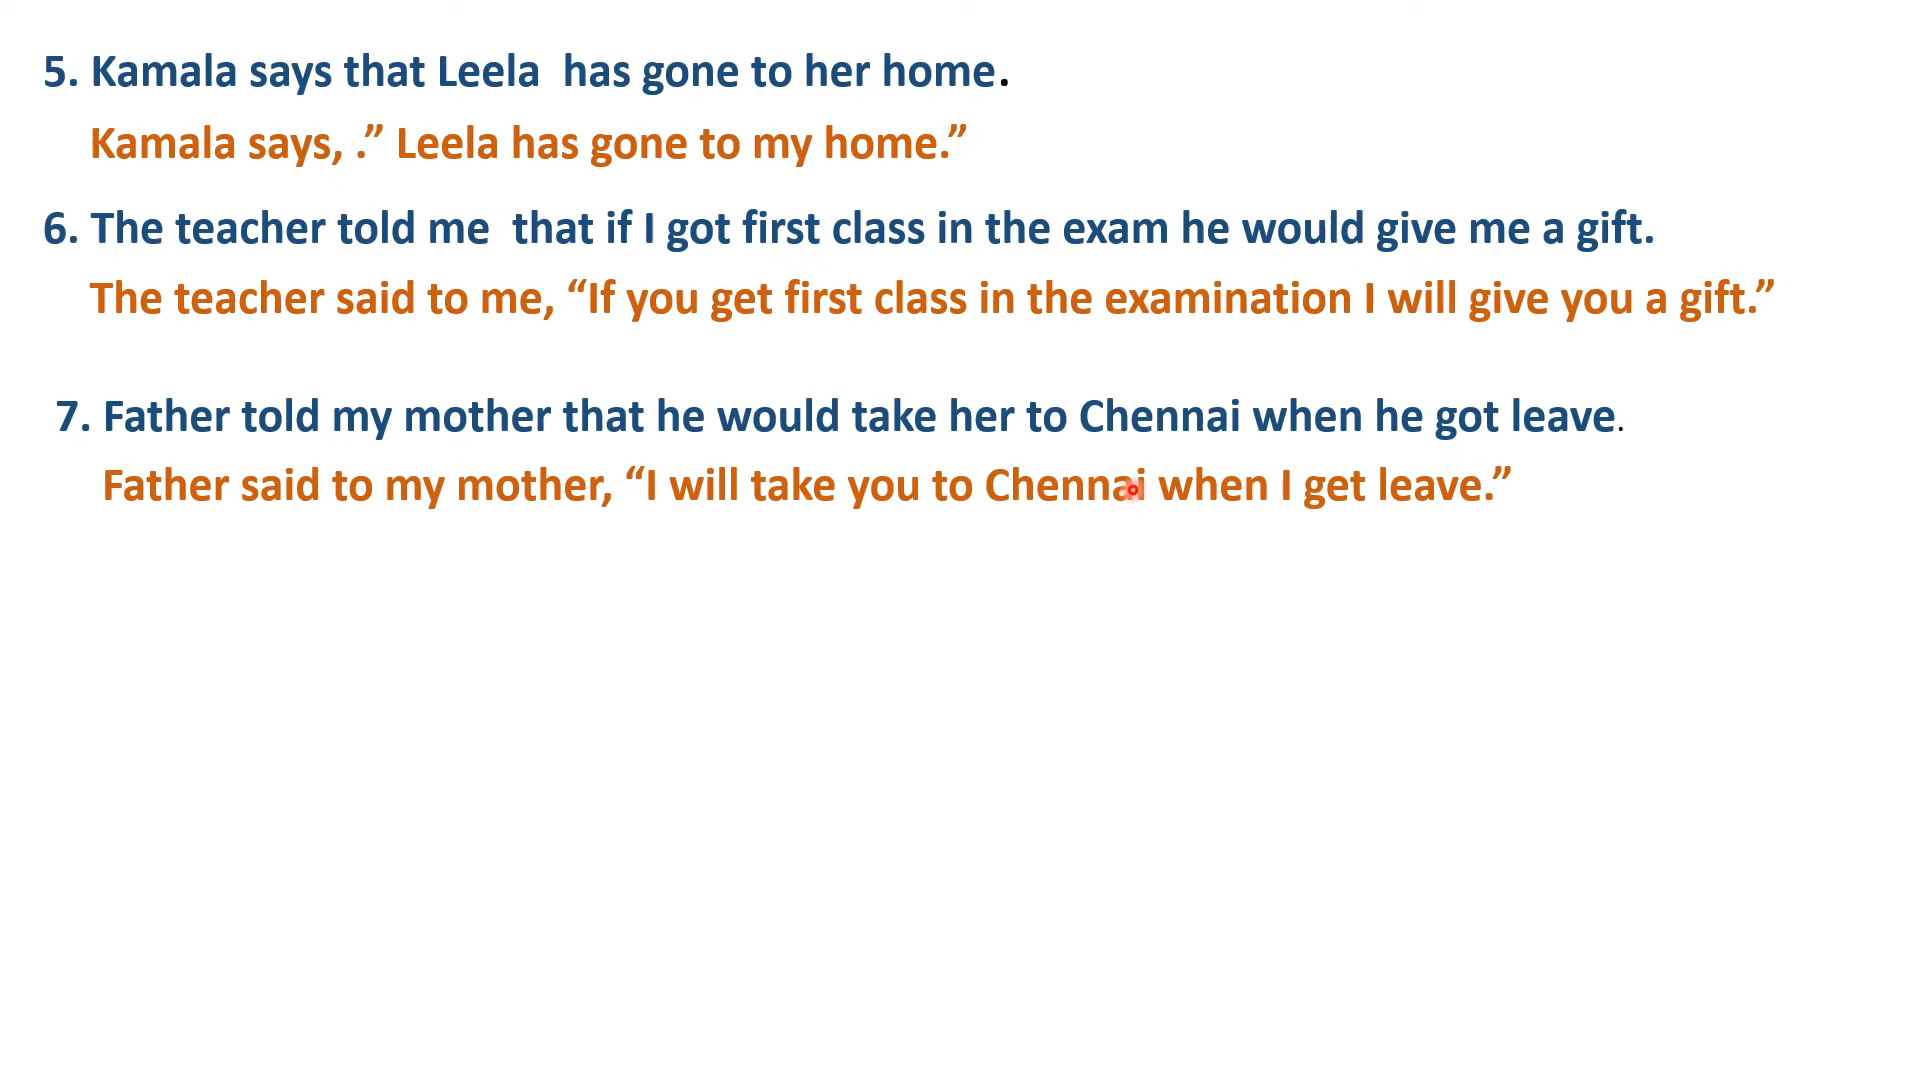 5. Kamala says that Leela  has gone to her home.
Kamala says, .” Leela has gone to my home.”
6. The teacher told me  that if I got first class in the exam he would give me a gift.
The teacher said to me, “If you get first class in the examination I will give you a gift.”
7. Father told my mother that he would take her to Chennai when he got leave.
Father said to my mother, “I will take you to Chennai when I get leave.”